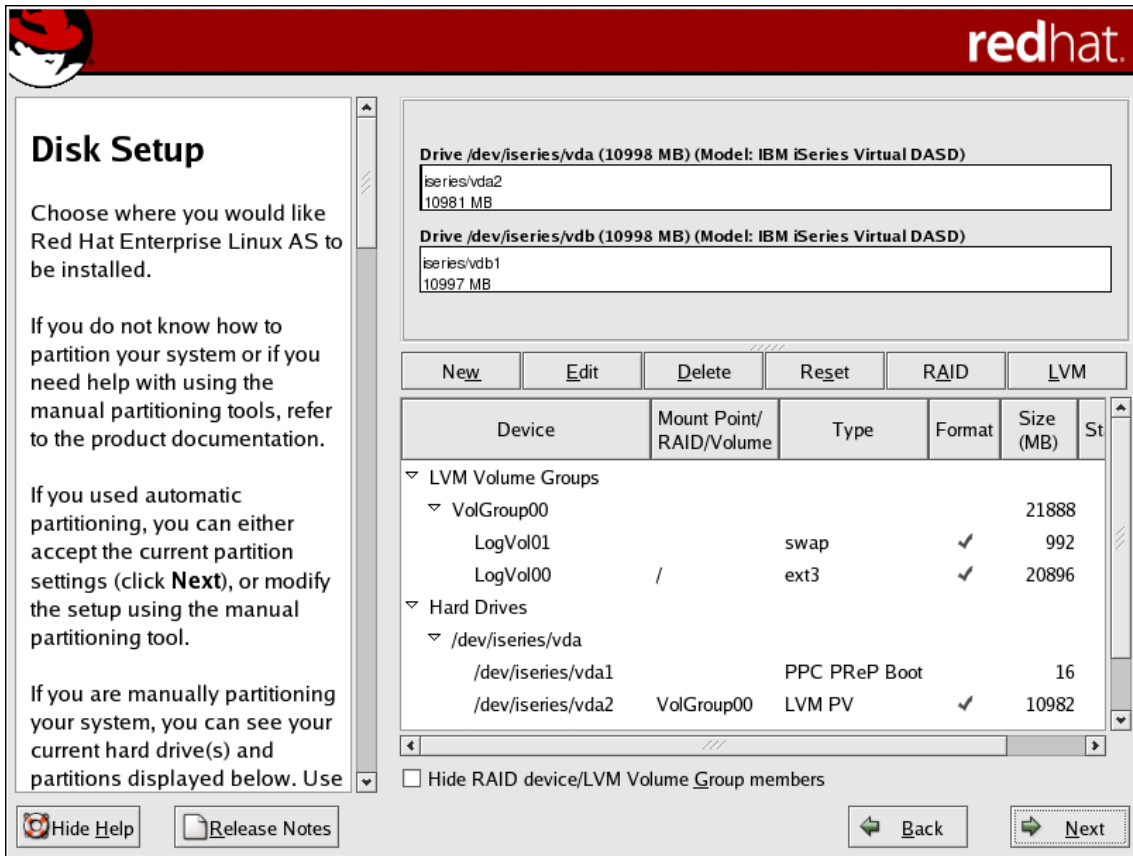 redhat.
Disk Setup
Choose where you would like
Red Hat Enterprise Linux AS to
be installed.
If you do not know how to
partition your system or if you
need help with using the
manual partitioning tools, refer
to the product documentation.
If you used automatic
partitioning, you can either
accept the current partition
settings (click Next), or modify
the setup using the manual
partitioning tool.
If you are manually partitioning
your system, you can see your
current hard drive(s) and
partitions displayed below. Use
Drive /dev/iseries/vda (10998 MB) (Model: IBM iSeries Virtual DASD)
iseries/vda2
10981 MB
Drive /dev/iseries/vdb (10998 MB) (Model: IBM iSeries Virtual DASD)
iseries/vdb1
10997 MB
New Edit Delete Reset RAID LVM
Device Mount Point/ RAID/Volume Type Format Size (MB) St
LVM Volume Groups
VolGroup00 21888
LogVol01 swap 992
LogVol00 / ext3 20896
Hard Drives
/dev/iseries/vda
/dev/iseries/vda1 PPC PReP Boot 16
/dev/iseries/vda2 VolGroup00 LVM PV 10982
Hide RAID device/LVM Volume Group members
Hide Help Release Notes Back Next